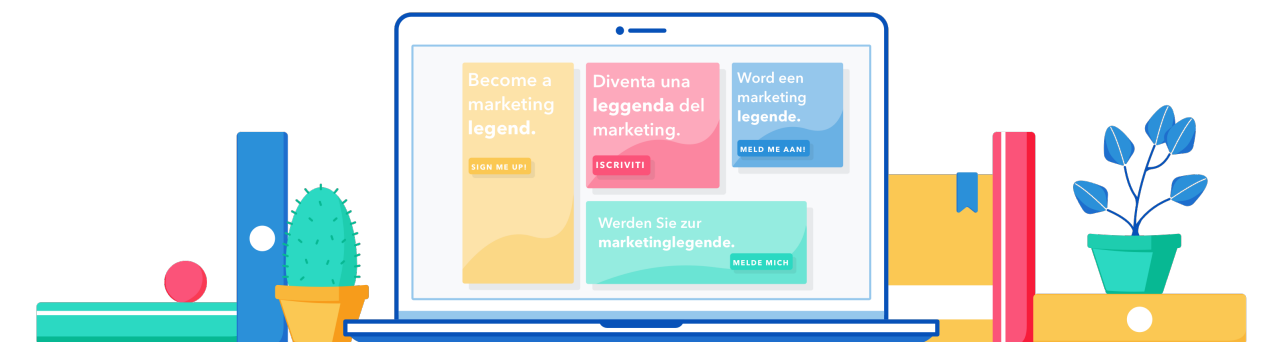 Become a
marketing
legend.
SIGN ME UP!
Diventa una
leggenda del
marketing.
ISCRIVITI
Word een
marketing
legende.
MELD ME AAN!
Werden Sie zur
marketinglegende.
MELDE MICH